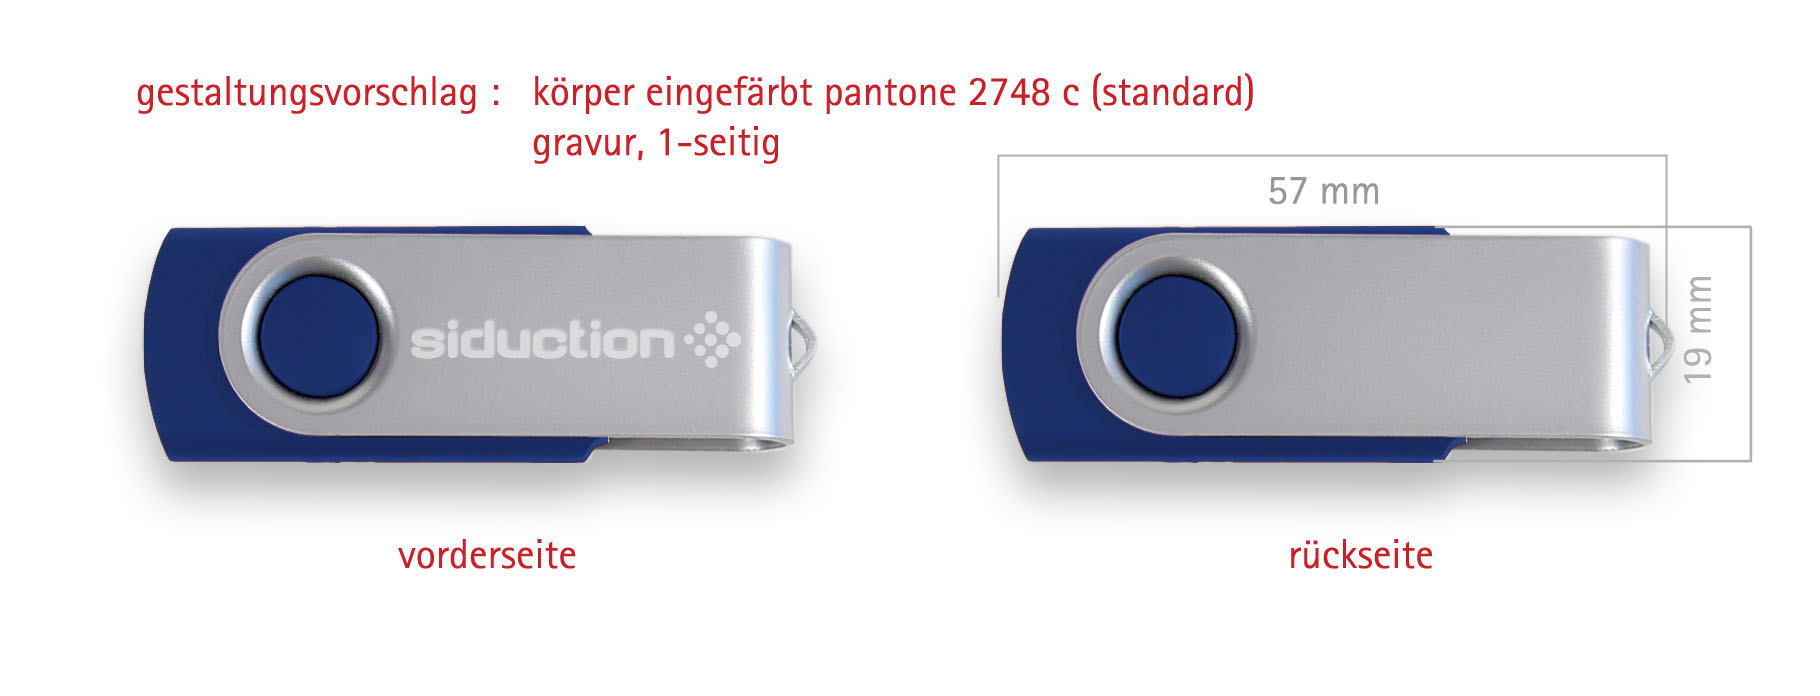 gestaltungsvorschlag : körper eingefärbt pantone 2748 c (standard)
gravur, 1-seitig
57 mm
19 mm
siduction
vorderseite
rückseite